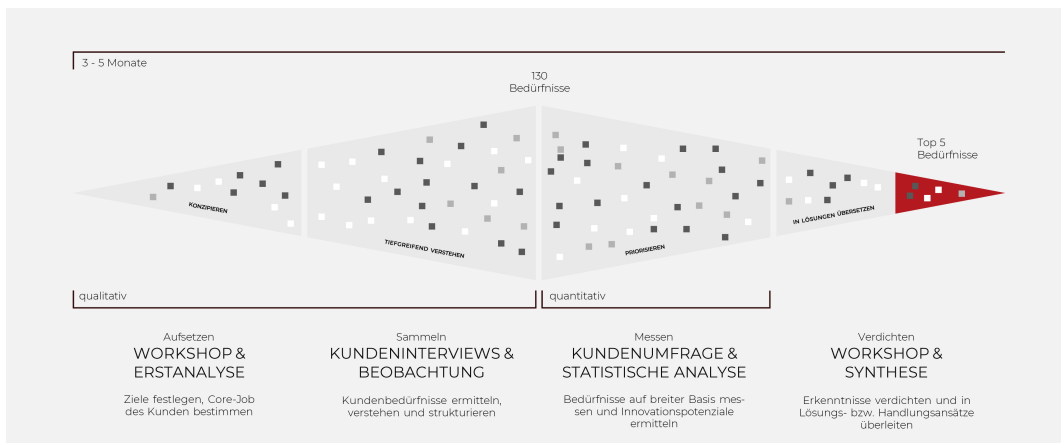 3 - 5 Monate
130
Bedürfnisse
Top 5
Bedürfnisse
KONZIPIEREN
TIEFGREIFEND VERSTEHEN
PRIORISIEREN
IN LÖSUNGEN ÜBERSETZEN
qualitativ
quantitativ
Aufsetzen
WORKSHOP &
ERSTANALYSE
Ziele festlegen, Core-Job
des Kunden bestimmen
Sammeln
KUNDENINTERVIEWS &
BEOBACHTUNG
Kundenbedürfnisse ermitteln,
verstehen und strukturieren
Messen
KUNDENUMFRAGE &
STATISTISCHE ANALYSE
Bedürfnisse auf breiter Basis mes-
sen und Innovationspotenziale
ermitteln
Verdichten
WORKSHOP &
SYNTHESE
Erkenntnisse verdichten und in
Lösungs- bzw. Handlungsansätze
überleiten